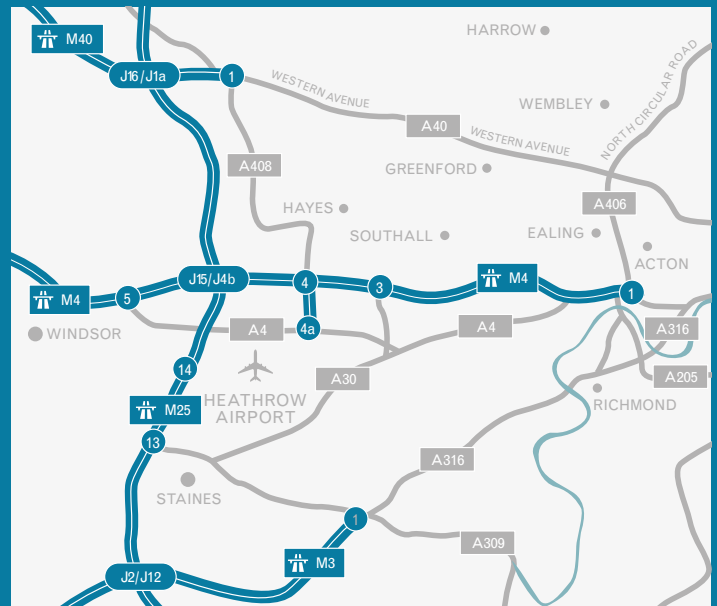 HARROW
M40
NORTH CIRCULAR ROAD
J16/J1a
1
WESTERN AVENUE
WEMBLEY
A40
WESTERN AVENUE
A408
GREENFORD
A406
HAYES
SOUTHALL
EALING
ACTON
J15/J4b
M4
4
3
M4
5
1
4a
A4
A4
A316
WINDSOR
14
A30
A205
HEATHROW
AIRPORT
M25
RICHMOND
13
A316
STAINES
1
A309
M3
J2/J12